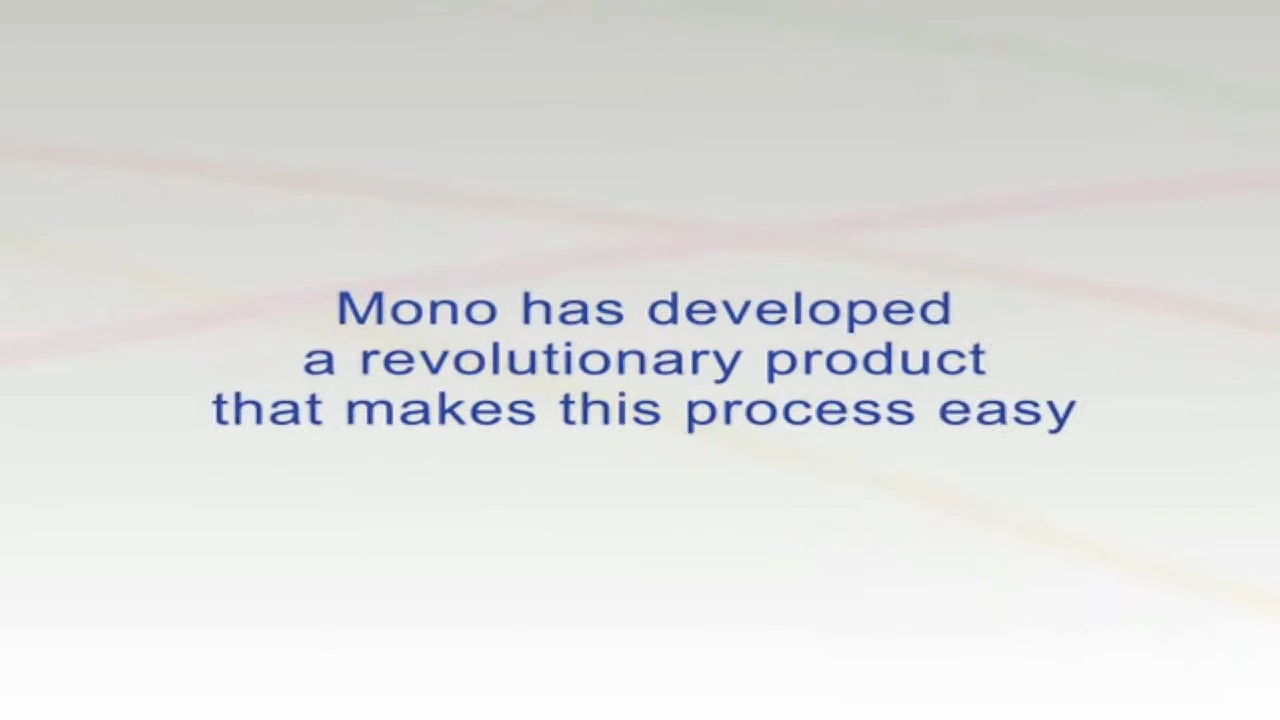 Mono has developed
a revolutionary product
that makes this process easy